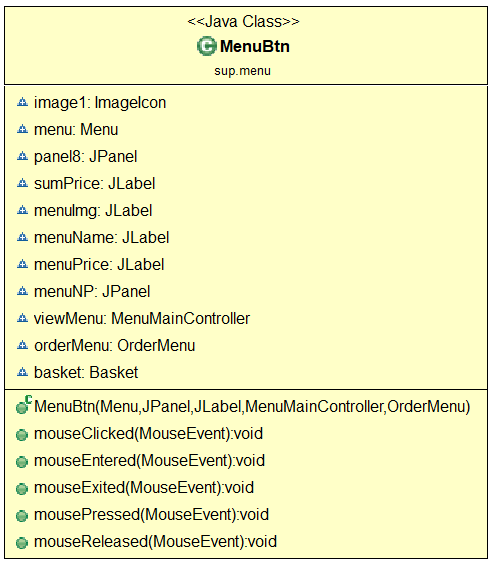 <<Java Class>>
MenuBtn
sup.menu
image1: ImageIcon
menu: Menu
panel8: JPanel
sumPrice: JLabel
menuImg: JLabel
menuName: JLabel
menuPrice: JLabel
menuNP: JPanel
viewMenu: MenuMainController
orderMenu: OrderMenu
basket: Basket
MenuBtn(Menu,JPanel,JLabel,MenuMainController,OrderMenu)
mouseClicked(MouseEvent):void
mouseEntered(MouseEvent):void
mouseExited(MouseEvent):void
mousePressed(MouseEvent):void
mouseReleased(MouseEvent):void